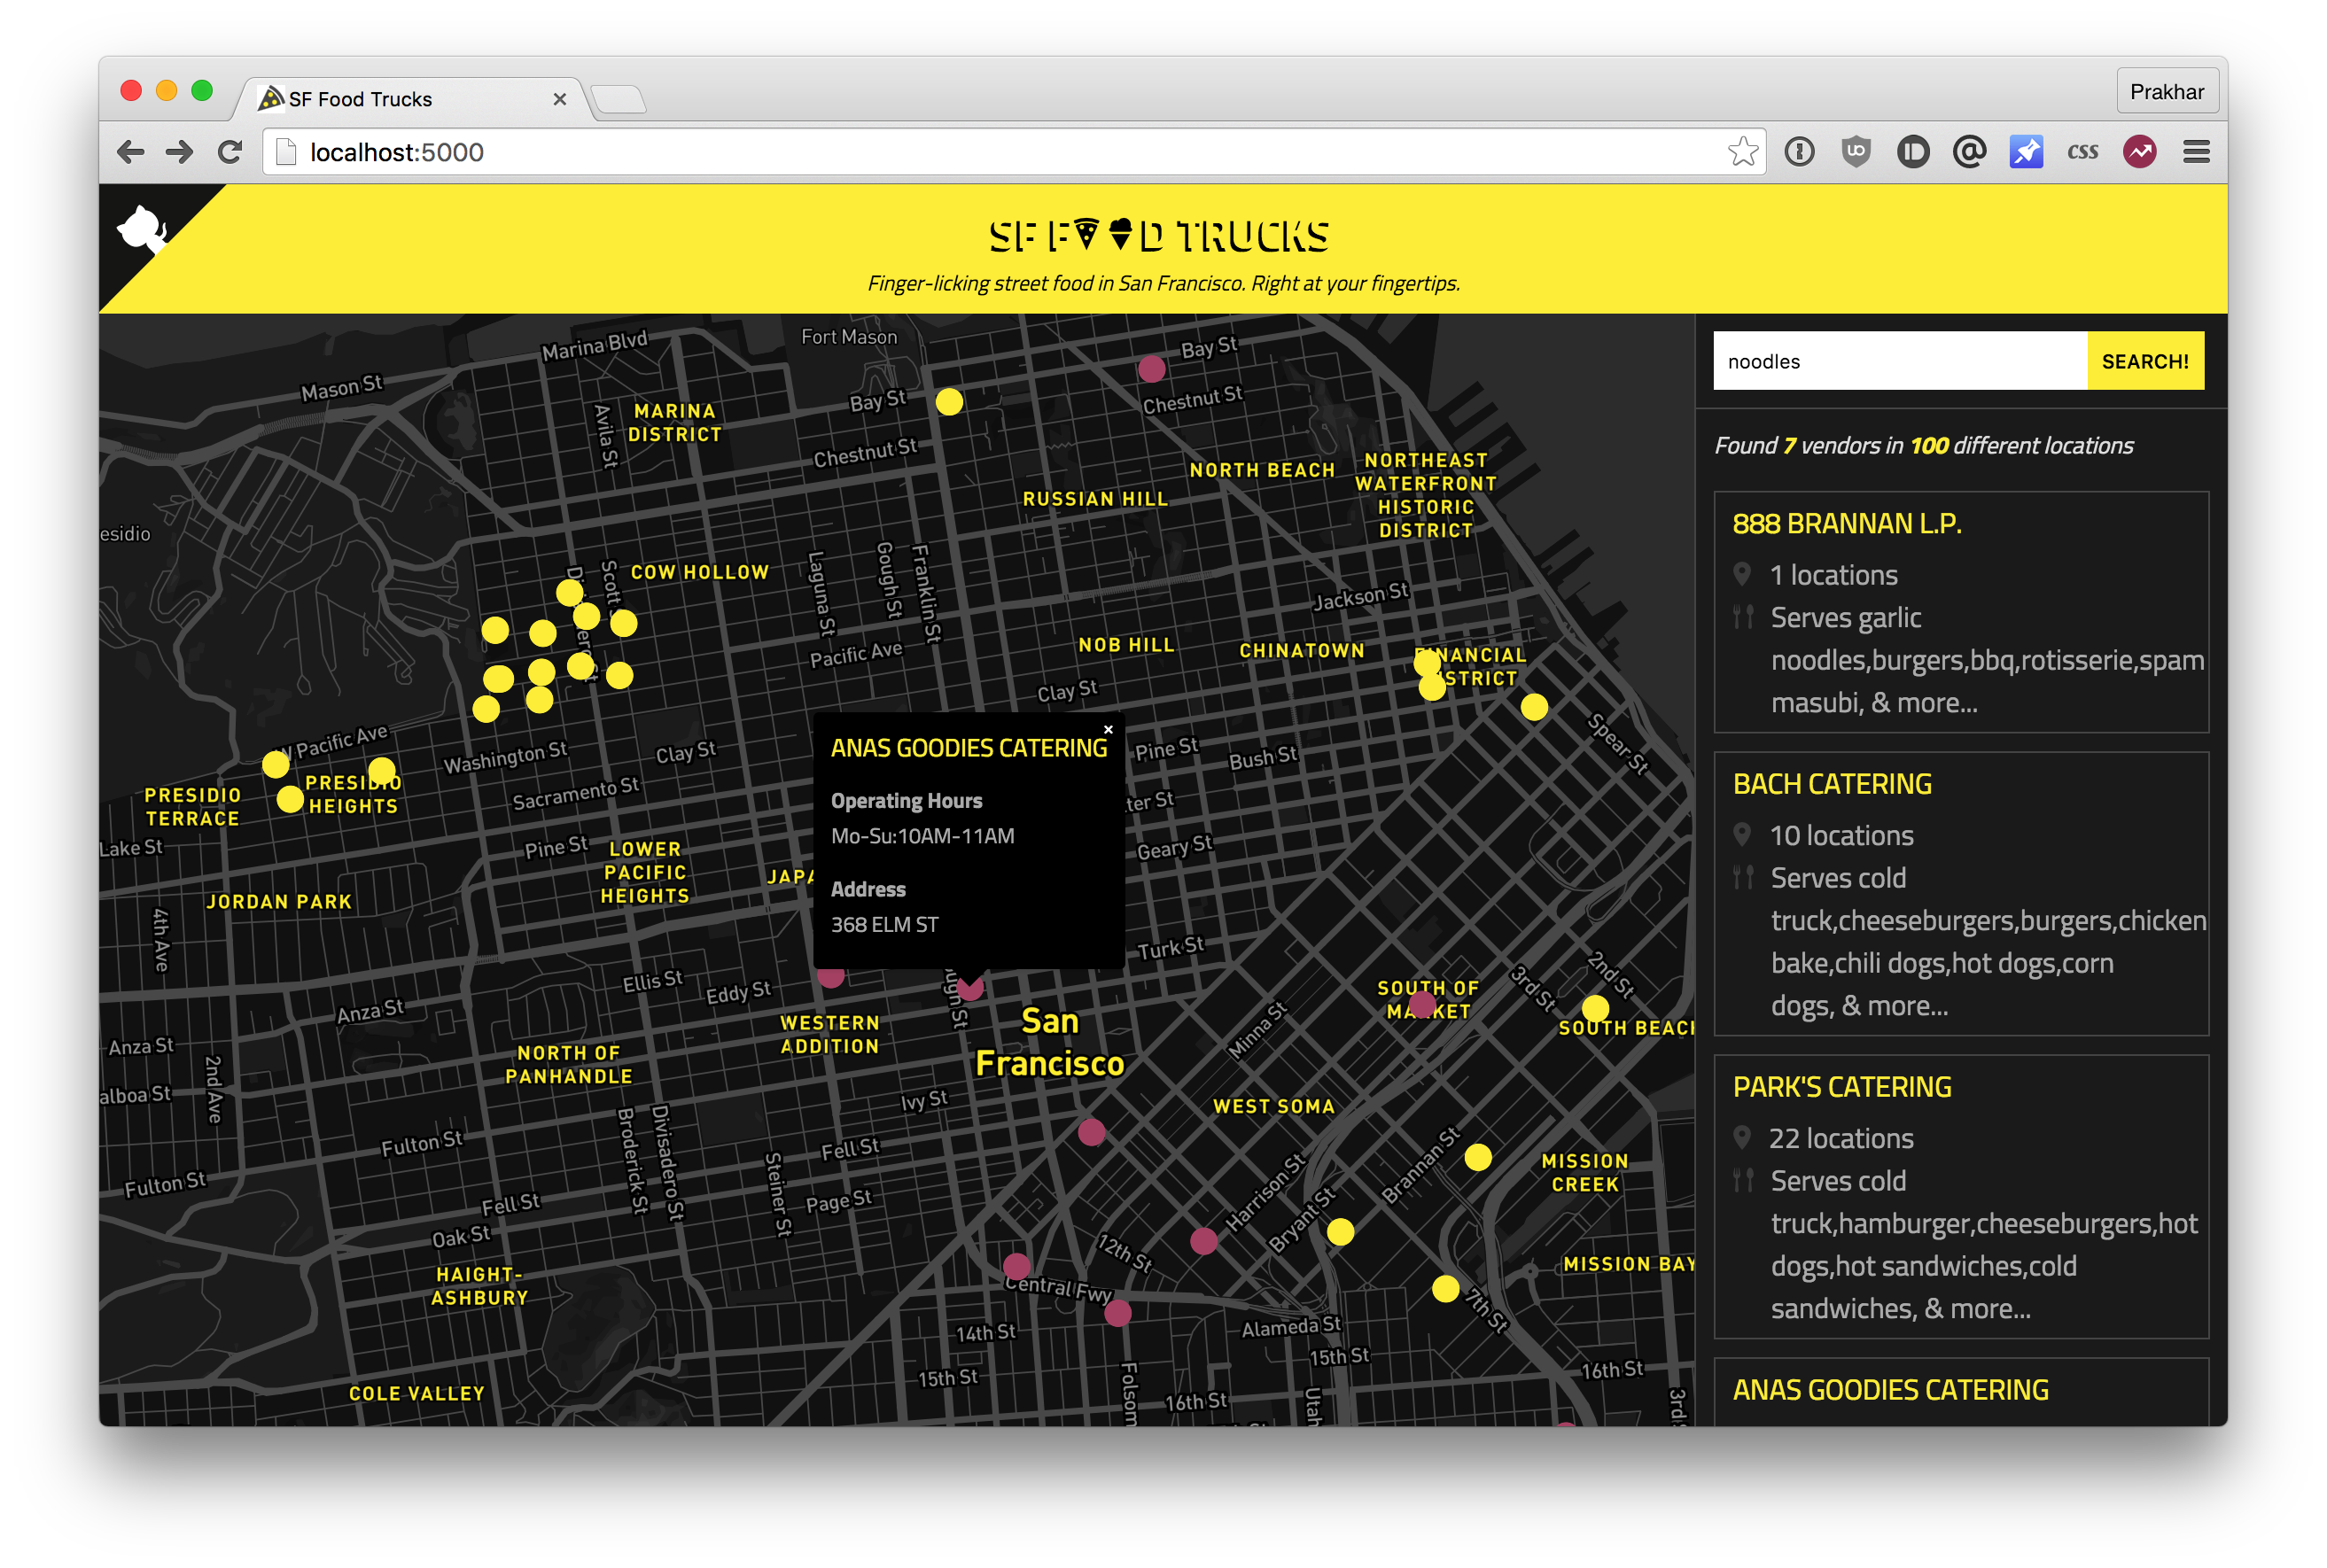 SF Food Trucks
Prakhar
localhost:5000
css
SF F D TRUCKS
Finger-licking street food in San Francisco. Right at your fingertips.
noodles
SEARCH!
Found 7 vendors in 100 different locations
888 BRANNAN L.P.
1 locations
Serves garlic
noodles,burgers,bbq,rotisserie,spam
masubi, & more...
BACH CATERING
10 locations
Serves cold
truck,cheeseburgers,burgers,chicken
bake,chili dogs,hot dogs,corn
dogs, & more...
PARK'S CATERING
22 locations
Serves cold
truck,hamburger,cheeseburgers,hot
dogs,hot sandwiches,cold
sandwiches, & more...
ANAS GOODIES CATERING
Fort Mason
Marina Blvd
Bay St
Mason St
Bay St
Chestnut St
Avila St
MARINA
DISTRICT
Chestnut St
NORTH BEACH
NORTHEAST
WATERFRONT
HISTORIC
DISTRICT
RUSSIAN HILL
esidio
COW HOLLOW
Scott
Laguna St
Gough St
Franklin St
Jackson St
NOB HILL
CHINATOWN
Pacific Ave
Clay St
Spear St
W Pacific Ave
Washington St
Clay St
Pine St
Bush St
PRESIDIO
HEIGHTS
PRESIDIO
TERRACE
Sacramento St
ter St
Lake St
Pine St
LOWER
PACIFIC
HEIGHTS
JAPA
Geary St
JORDAN PARK
4th Ave
ANAS GOODIES CATERING
×
Operating Hours
Mo-Su:10AM-11AM
Address
368 ELM ST
Turk St
Ellis St
Eddy St
Anza St
SOUTH OF
3rd St
2nd St
San
Francisco
WESTERN
ADDITION
Minna St
SOUTH BEACH
Anza St
2nd Ave
NORTH OF
PANHANDLE
alboa St
Ivy St
WEST SOMA
Broderick St
Divisadero St
Fulton St
Fell St
Steiner St
Brannan St
MISSION
CREEK
Fulton St
Fell St
Page St
Harrison St
Bryant St
Oak St
12th St
MISSION BAY
HAIGHT-
ASHBURY
Central Fwy
7th St
14th St
Alameda St
15th St
15th St
16th St
Folsom
16th St
Utah
3rd
COLE VALLEY